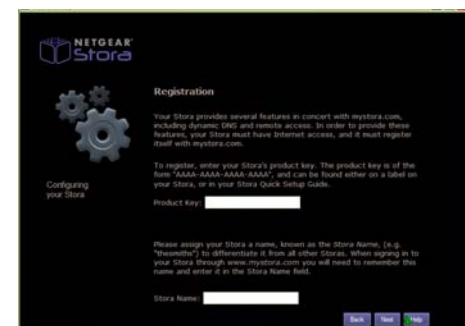 NETGEAR
Stora
Registration
Your Stora provides several features in concert with mystora.com,
including dynamic DNS and remote access. In order to provide these
features, your Stora must have Internet access, and it must register
itself with mystora.com.
To register, enter your Stora's product key. The product key is of the
form "AAAA-AAAA-AAAA-AAAA", and can be found either on a label on
your Stora, or in your Stora Quick Setup Guide.
Configuring
your Stora
Product Key:
Please assign your Stora a name, known as the Stora Name, (e.g.
"thesmiths") to differentiate it from all other Storas. When signing in to
your Stora through www.mystora.com you will need to remember this
name and enter it in the Stora Name field.
Stora Name:
Back Next Help